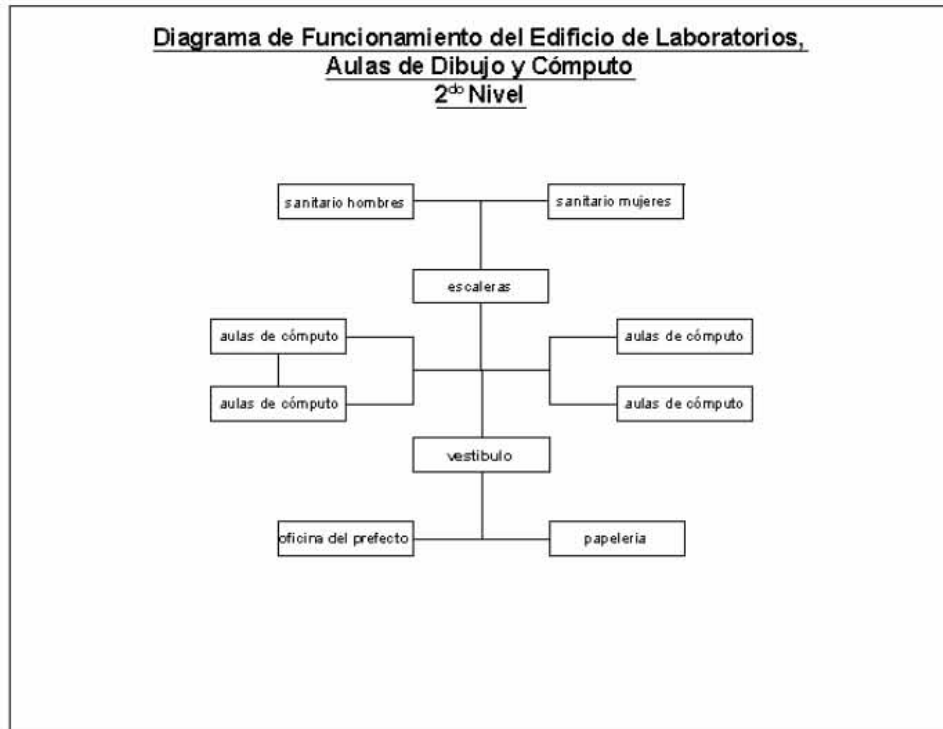 Diagrama de Funcionamiento del Edificio de Laboratorios,
Aulas de Dibujo y Cómputo
2do Nivel
sanitario hombres
sanitario mujeres
escaleras
aulas de cómputo
aulas de cómputo
aulas de cómputo
aulas de cómputo
vestíbulo
oficina del prefecto
papelería